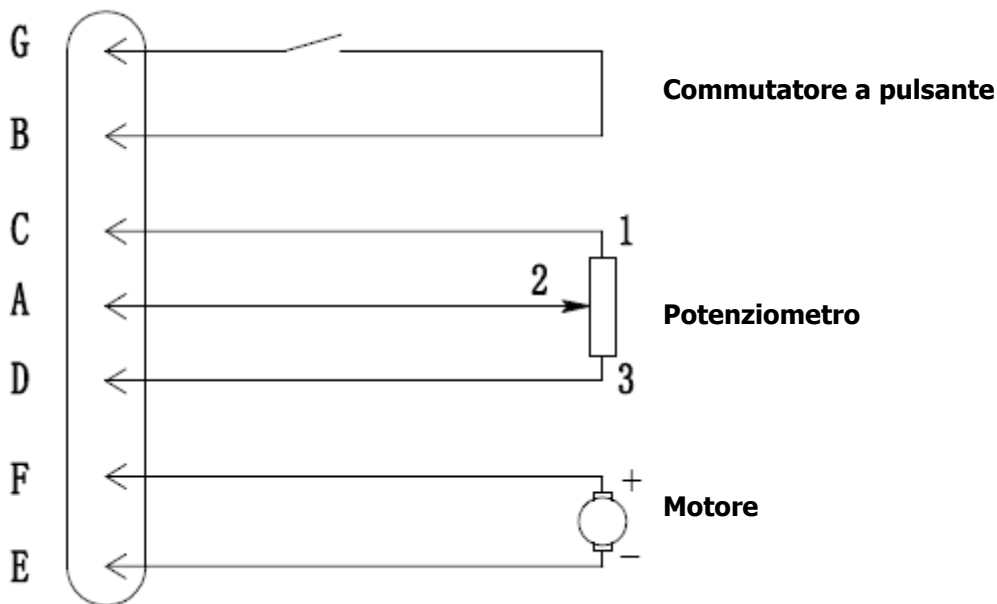 G
Commutatore a pulsante
B
C
1
A
2
Potenziometro
D
3
F
+
Motore
E
−